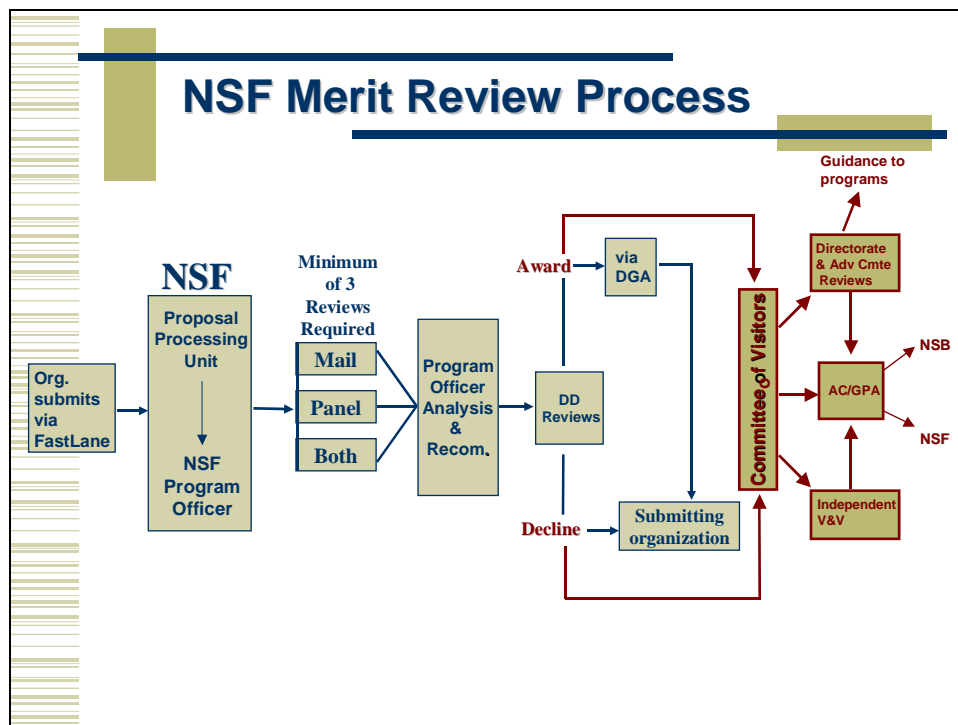 NSF Merit Review Process
Org.
submits
via
FastLane
NSF
Proposal
Processing
Unit
NSF
Program
Officer
Minimum
of 3
Reviews
Required
Mail
Panel
Both
Program
Officer
Analysis
&
Recom.
DD
Reviews
Award
via
DGA
Decline
Submitting
organization
Committee of Visitors
Guidance to
programs
Directorate
& Adv Cmte
Reviews
AC/GPA
NSB
NSF
Independent
V&V